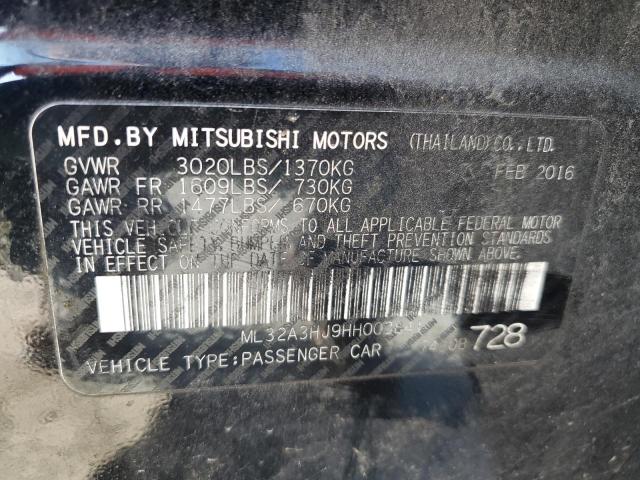 MFD.BY MITSUBISHI MOTORS (THAILAND)CO.,LTD.
GVWR 3020LBS/1370KG FEB 2016
GAWR FR 1609LBS/ 730KG
GAWR RR 1477LBS/ 670KG
THIS VEHICLE CONFORMS TO ALL APPLICABLE FEDERAL MOTOR
VEHICLE SAFETY, BUMPER AND THEFT PREVENTION STANDARDS
IN EFFECT ON THE DATE OF MANUFACTURE SHOWN ABOVE.
VEHICLE TYPE:PASSENGER CAR 728